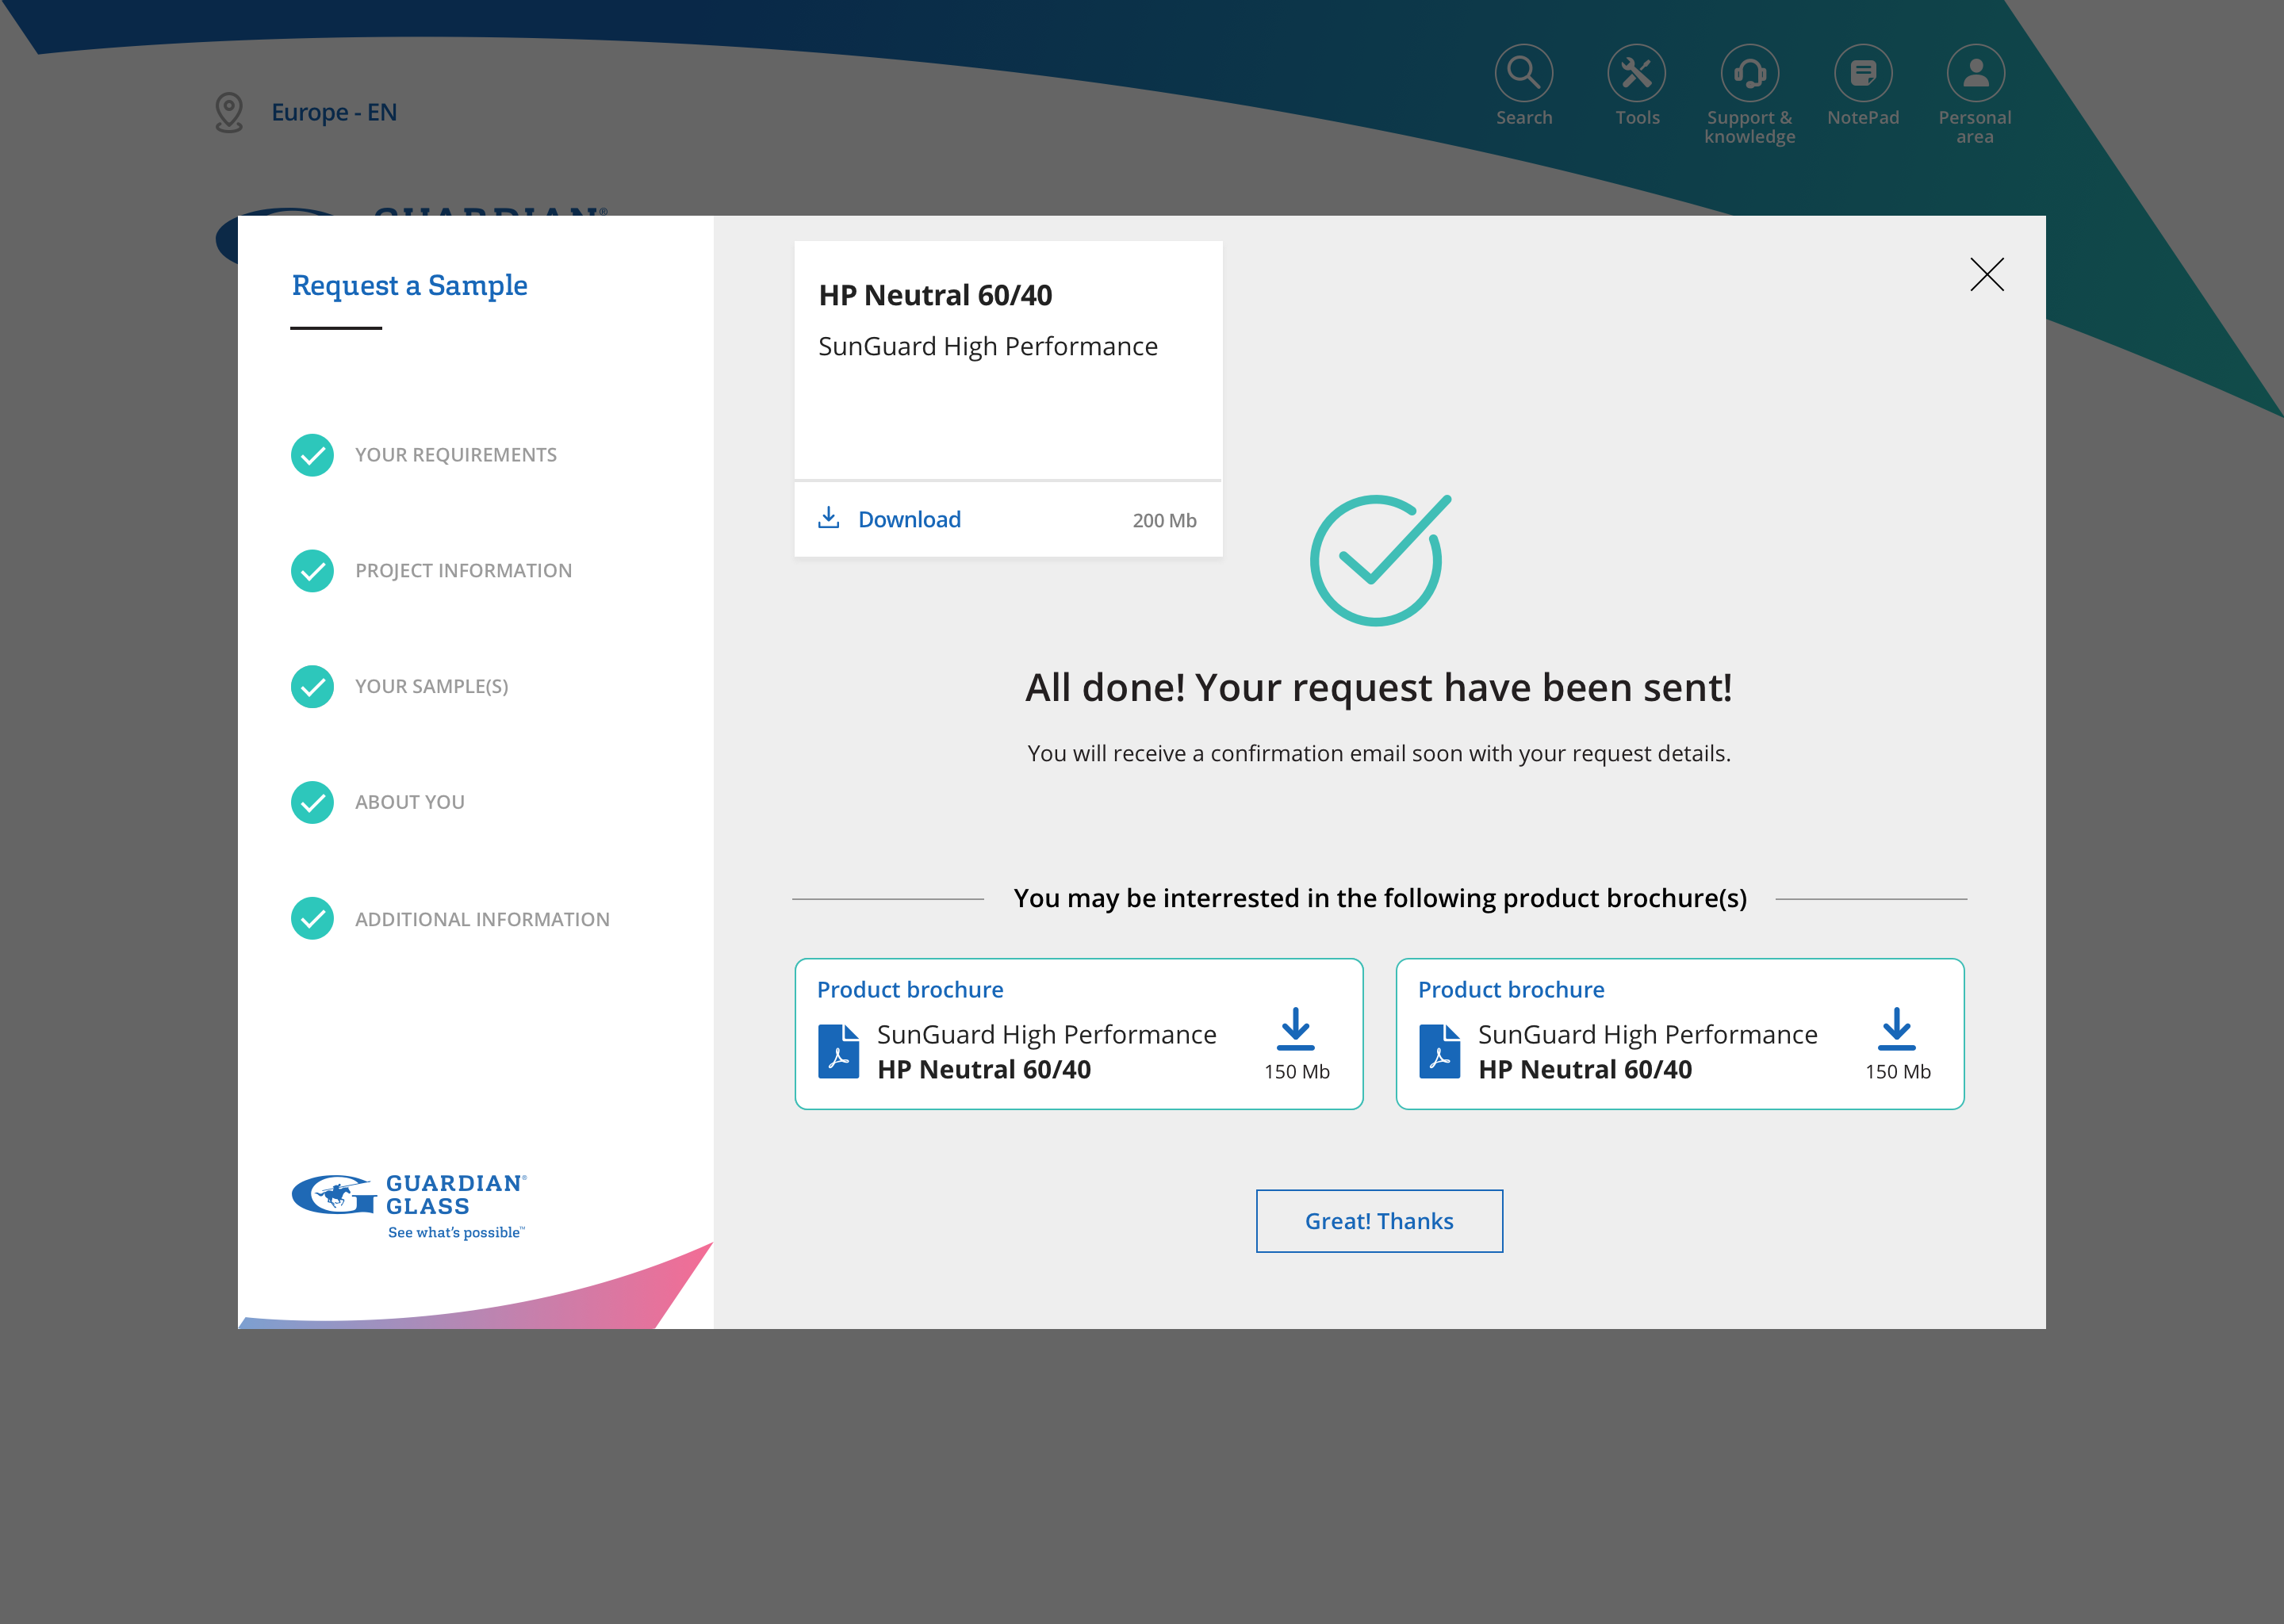 Europe - EN
Search
Tools
Support &
knowledge
NotePad
Personal
area
GUARDIAN®
Request a Sample
YOUR REQUIREMENTS
PROJECT INFORMATION
YOUR SAMPLE(S)
ABOUT YOU
ADDITIONAL INFORMATION
GUARDIAN®
GLASS
See what's possible™
HP Neutral 60/40
SunGuard High Performance
Download
200 Mb
All done! Your request have been sent!
You will receive a confirmation email soon with your request details.
You may be interrested in the following product brochure(s)
Product brochure
SunGuard High Performance
HP Neutral 60/40
150 Mb
Product brochure
SunGuard High Performance
HP Neutral 60/40
150 Mb
Great! Thanks